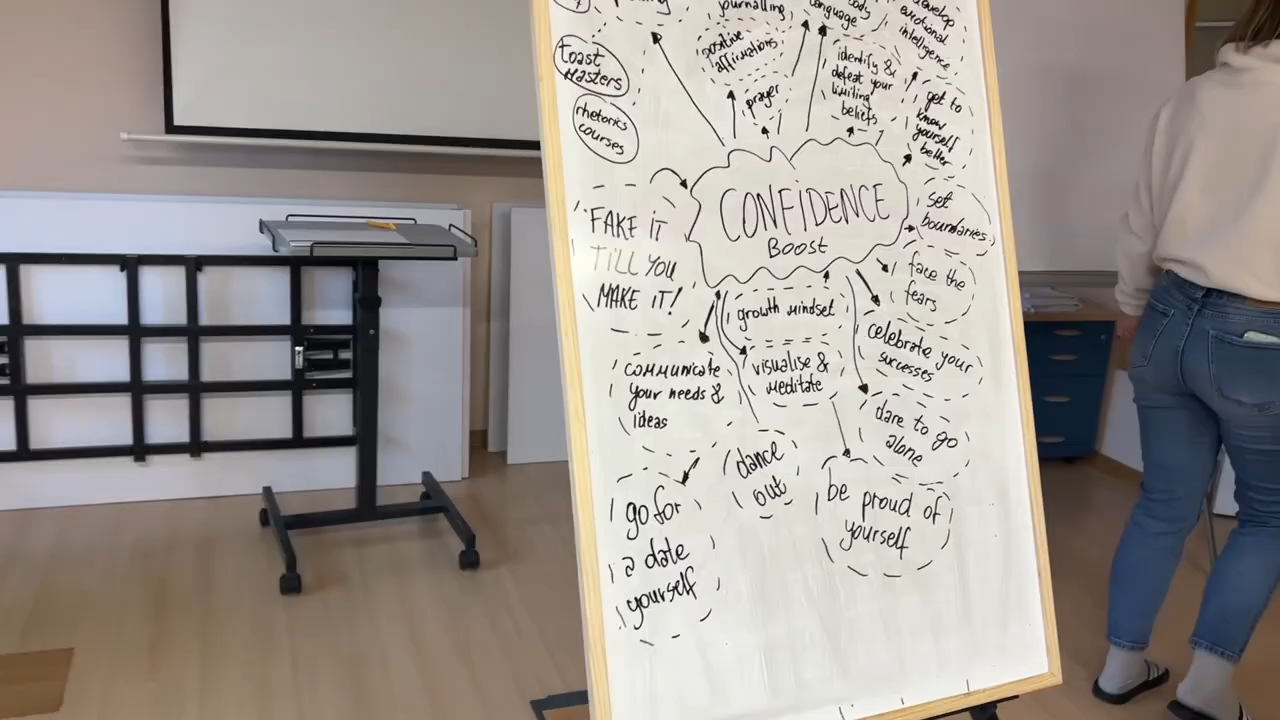 journalling
body
language
develop
emotional
intelligence
Toast
Masters
positive
affirmations
identify &
defeat your
limiting
beliefs
rhetorics
courses
prayer
get to
know
yourself
better
CONFIDENCE
BOOST
FAKE IT
TILL YOU
MAKE IT!
set
boundaries
face the
fears
growth mindset
celebrate your
successes
communicate
your needs &
ideas
visualise &
meditate
dare to go
alone
dance
out
be proud of
yourself
go for
a date
yourself